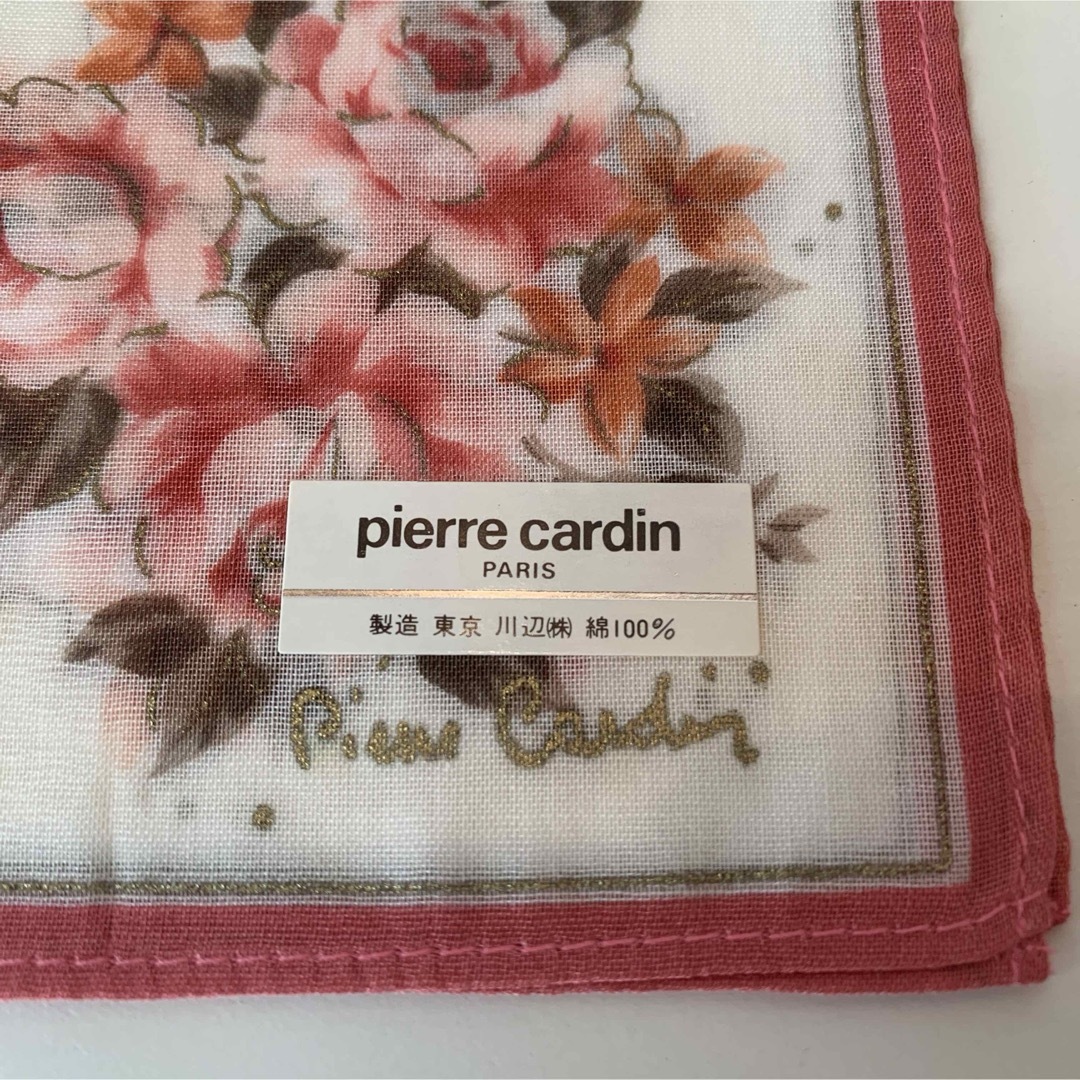 pierre cardin
PARIS
製造 東京 川辺㈱ 綿100%
Pierre Cardin